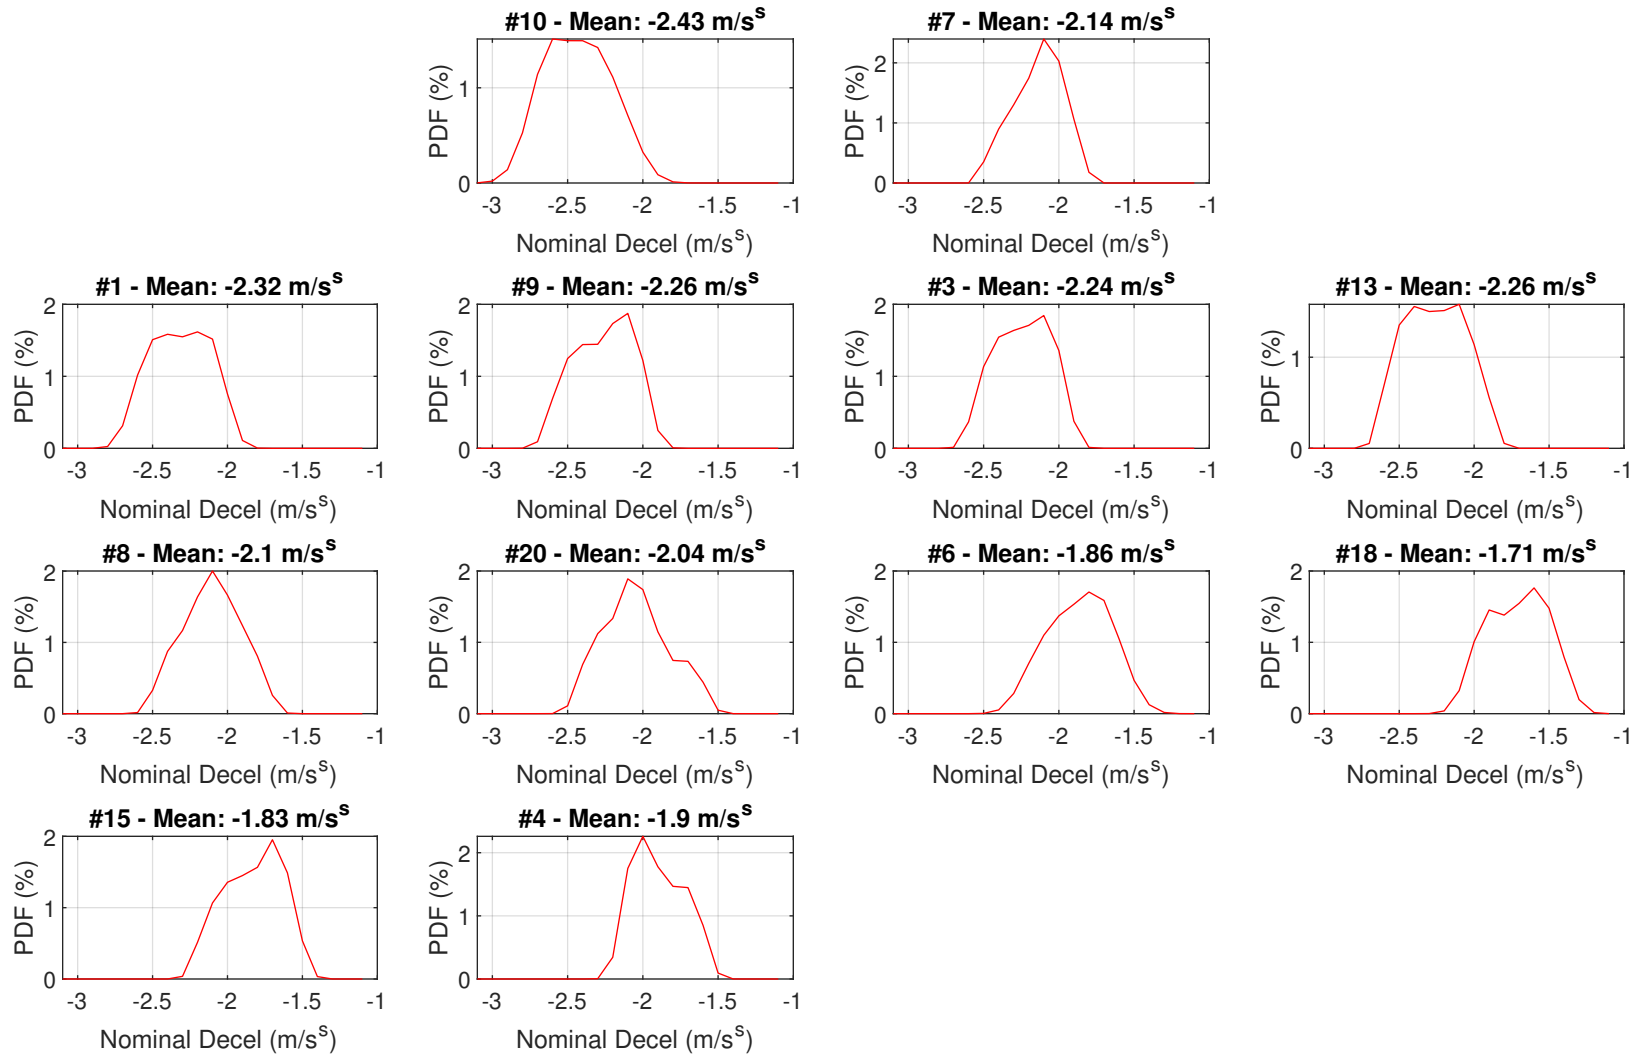 #10 - Mean: -2.43 m/s^s
PDF (%)
1
0
-3 -2.5 -2 -1.5 -1
Nominal Decel (m/s^s)
#7 - Mean: -2.14 m/s^s
PDF (%)
2
1
0
-3 -2.5 -2 -1.5 -1
Nominal Decel (m/s^s)
#1 - Mean: -2.32 m/s^s
PDF (%)
2
1
0
-3 -2.5 -2 -1.5 -1
Nominal Decel (m/s^s)
#9 - Mean: -2.26 m/s^s
PDF (%)
2
1
0
-3 -2.5 -2 -1.5 -1
Nominal Decel (m/s^s)
#3 - Mean: -2.24 m/s^s
PDF (%)
2
1
0
-3 -2.5 -2 -1.5 -1
Nominal Decel (m/s^s)
#13 - Mean: -2.26 m/s^s
PDF (%)
1
0
-3 -2.5 -2 -1.5 -1
Nominal Decel (m/s^s)
#8 - Mean: -2.1 m/s^s
PDF (%)
2
1
0
-3 -2.5 -2 -1.5 -1
Nominal Decel (m/s^s)
#20 - Mean: -2.04 m/s^s
PDF (%)
2
1
0
-3 -2.5 -2 -1.5 -1
Nominal Decel (m/s^s)
#6 - Mean: -1.86 m/s^s
PDF (%)
2
1
0
-3 -2.5 -2 -1.5 -1
Nominal Decel (m/s^s)
#18 - Mean: -1.71 m/s^s
PDF (%)
2
1
0
-3 -2.5 -2 -1.5 -1
Nominal Decel (m/s^s)
#15 - Mean: -1.83 m/s^s
PDF (%)
2
1
0
-3 -2.5 -2 -1.5 -1
Nominal Decel (m/s^s)
#4 - Mean: -1.9 m/s^s
PDF (%)
2
1
0
-3 -2.5 -2 -1.5 -1
Nominal Decel (m/s^s)